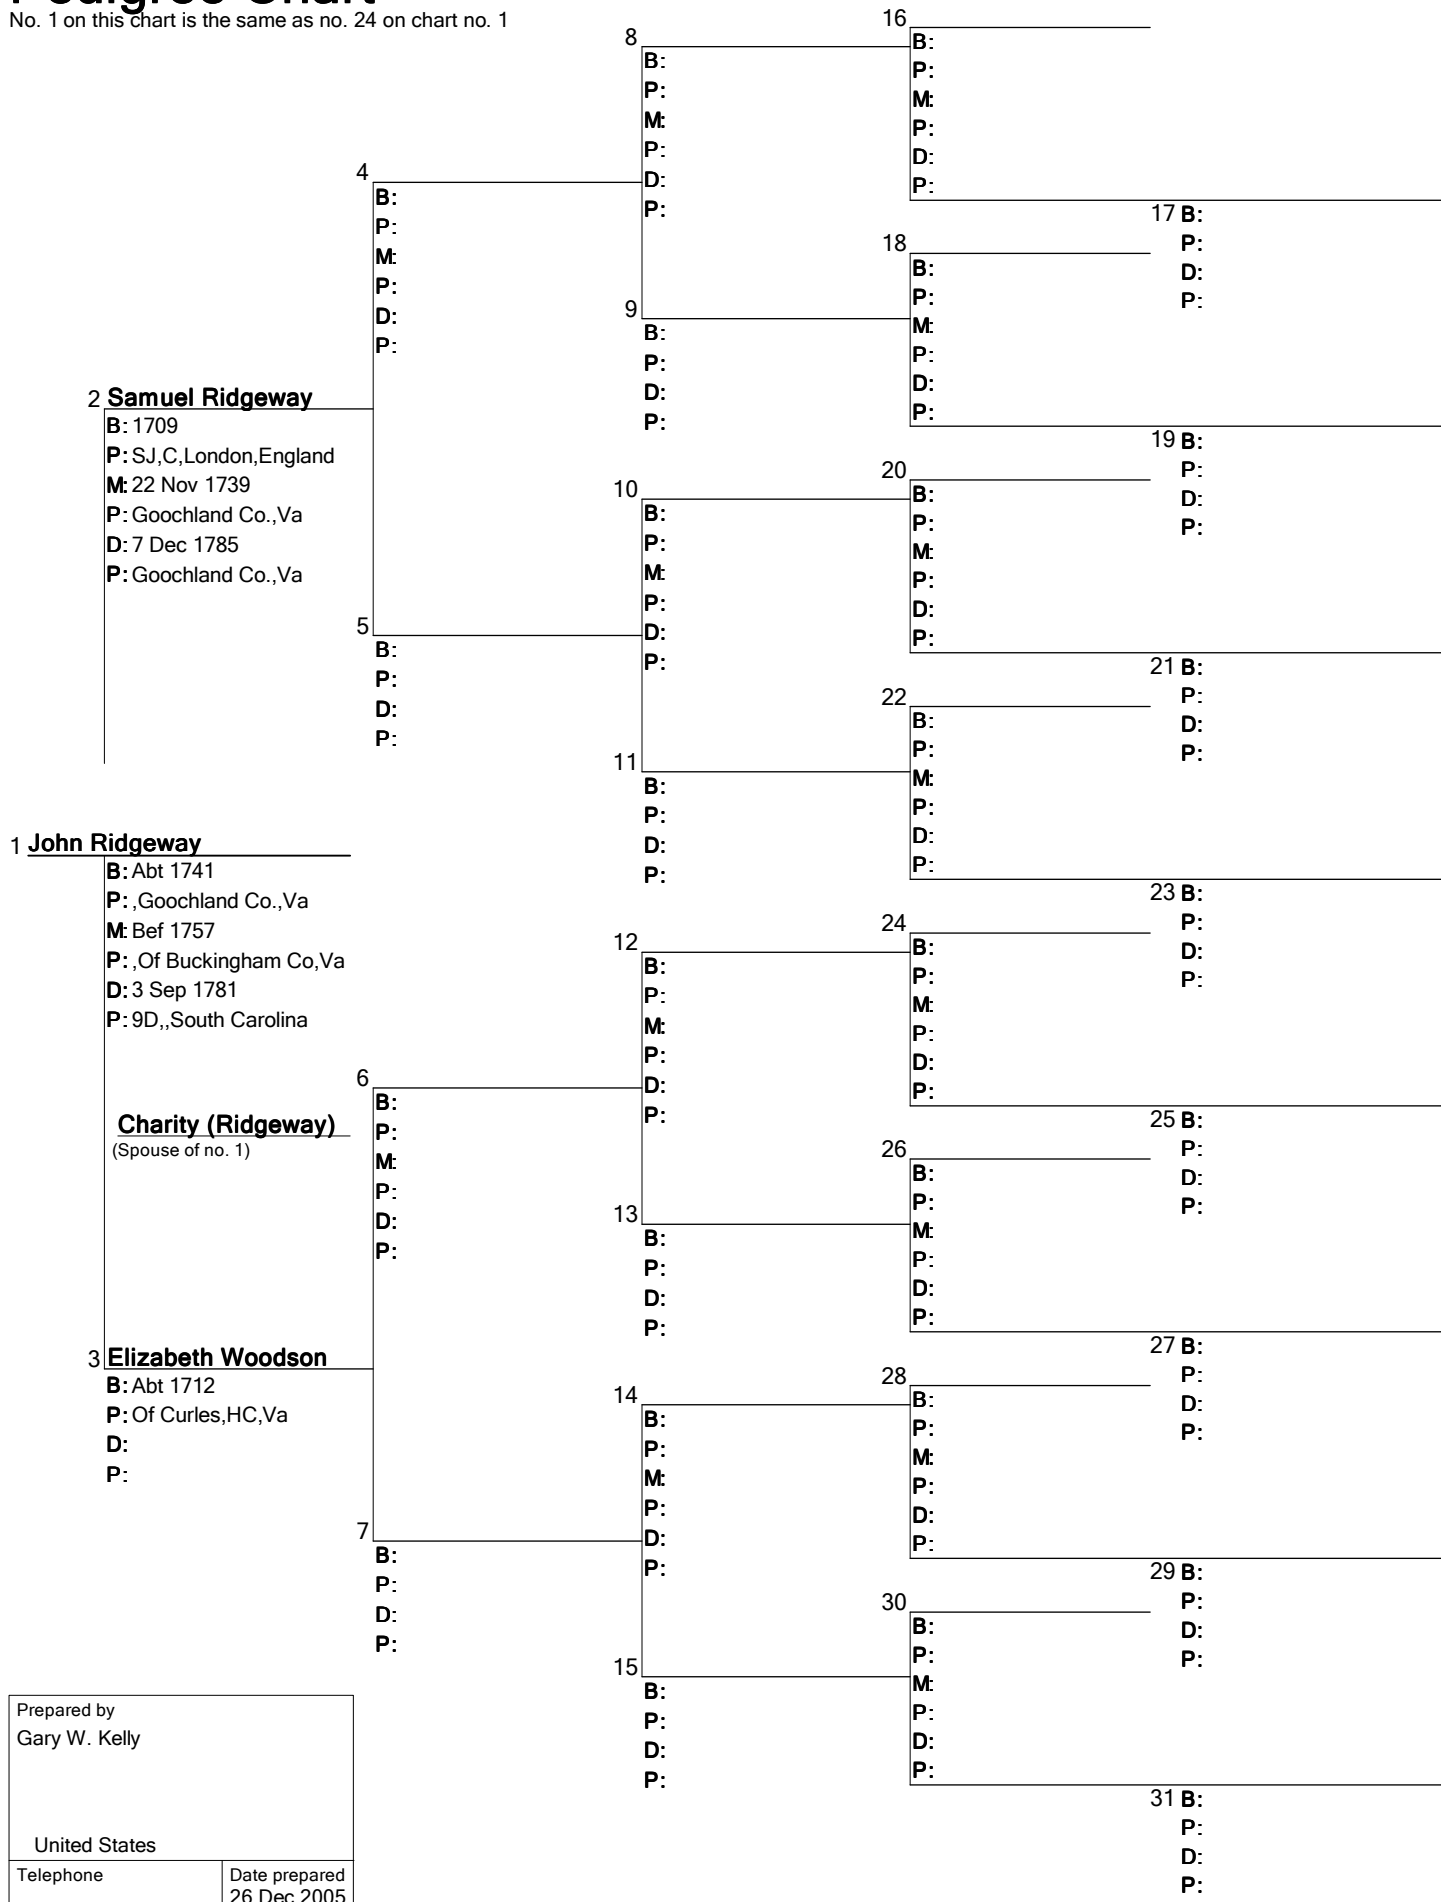 Pedigree Chart
No. 1 on this chart is the same as no. 24 on chart no. 1
16
B:
P:
M:
P:
D:
P:
8
B:
P:
M:
P:
D:
P:
4
B:
P:
M:
P:
D:
P:
17 B:
P:
D:
P:
18
B:
P:
M:
P:
D:
P:
9
B:
P:
D:
P:
2 Samuel Ridgeway
B: 1709
P: SJ,C,London,England
M: 22 Nov 1739
P: Goochland Co.,Va
D: 7 Dec 1785
P: Goochland Co.,Va
19 B:
P:
D:
P:
20
B:
P:
M:
P:
D:
P:
10
B:
P:
M:
P:
D:
P:
5
B:
P:
D:
P:
21 B:
P:
D:
P:
22
B:
P:
M:
P:
D:
P:
11
B:
P:
D:
P:
1 John Ridgeway
B: Abt 1741
P: ,Goochland Co.,Va
M: Bef 1757
P: ,Of Buckingham Co,Va
D: 3 Sep 1781
P: 9D,,South Carolina
23 B:
P:
D:
P:
24
B:
P:
M:
P:
D:
P:
12
B:
P:
M:
P:
D:
P:
6
B:
P:
M:
P:
D:
P:
Charity (Ridgeway)
(Spouse of no. 1)
25 B:
P:
D:
P:
26
B:
P:
M:
P:
D:
P:
13
B:
P:
D:
P:
3 Elizabeth Woodson
B: Abt 1712
P: Of Curles,HC,Va
D:
P:
27 B:
P:
D:
P:
28
B:
P:
M:
P:
D:
P:
14
B:
P:
M:
P:
D:
P:
7
B:
P:
D:
P:
29 B:
P:
D:
P:
30
B:
P:
M:
P:
D:
P:
15
B:
P:
D:
P:
31 B:
P:
D:
P:
Prepared by
Gary W. Kelly
United States
Telephone
Date prepared
26 Dec 2005